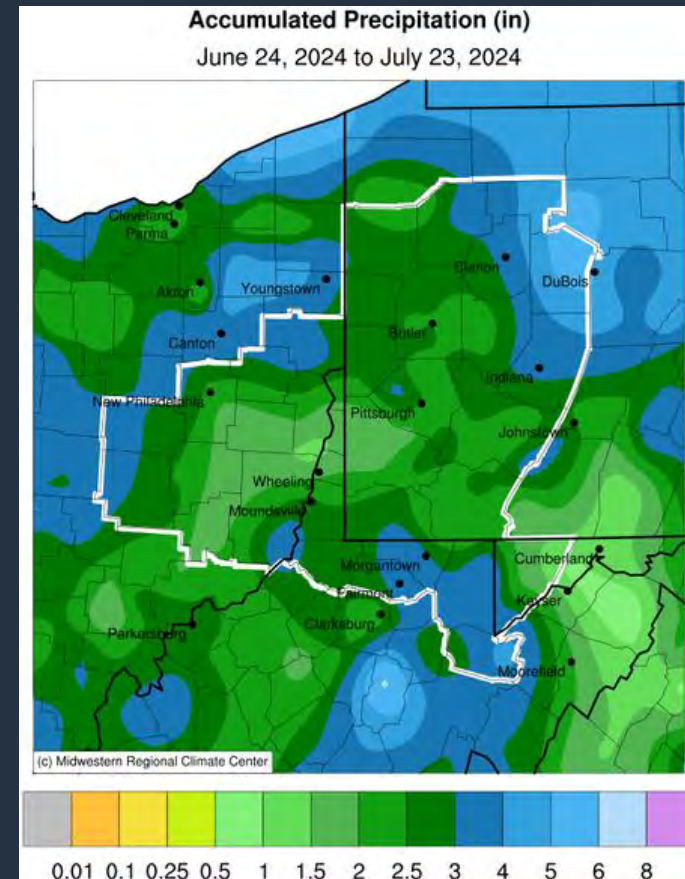 Accumulated Precipitation (in)
June 24, 2024 to July 23, 2024
Cleveland
Parma
Clarion
Akron
Youngstown
DuBois
Butler
Canton
Indiana
New Philadelphia
Pittsburgh
Johnstown
Wheeling
Moundsville
Morgantown
Cumberland
Fairmont
Keyser
Clarksburg
Parkersburg
Moorefield
(c) Midwestern Regional Climate Center
0.01 0.1 0.25 0.5 1 1.5 2 2.5 3 4 5 6 8